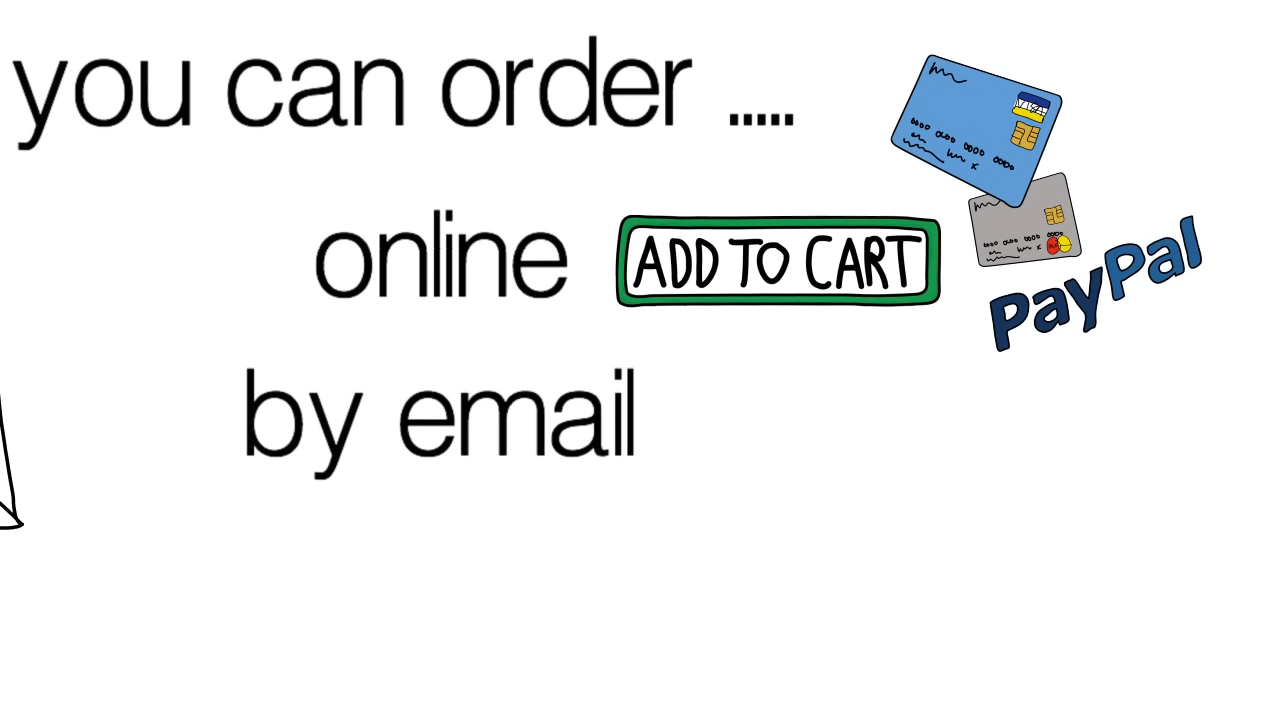 you can order .....
online
ADD TO CART
PayPal
by email